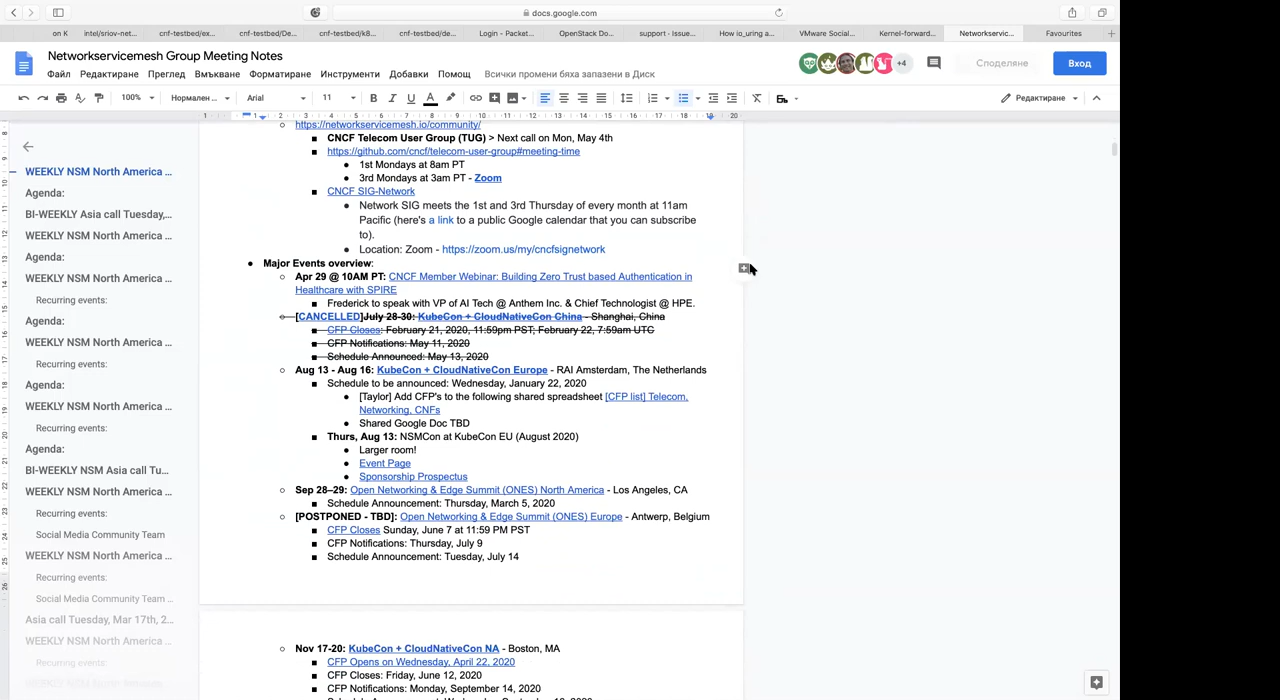 docs.google.com
on K
intel/sriov-net...
cnf-testbed/ex...
cnf-testbed/De...
cnf-testbed/k8...
cnf-testbed/de...
Login - Packet...
OpenStack Do...
support - Issue...
How io_uring a...
VMware Social...
Kernel-forward...
Networkservic...
Favourites
Networkservicemesh Group Meeting Notes
Файл Редактиране Преглед Вмъкване Форматиране Инструменти Добавки Помощ Всички промени бяха запазени в Диск
+4
Споделяне
Вход
100%
Нормален...
Arial
11
Редактиране
WEEKLY NSM North America ...
Agenda:
BI-WEEKLY Asia call Tuesday,...
WEEKLY NSM North America ...
Agenda:
WEEKLY NSM North America ...
Recurring events:
Agenda:
WEEKLY NSM North America ...
Recurring events:
Agenda:
WEEKLY NSM North America ...
Recurring events:
Agenda:
BI-WEEKLY NSM Asia call Tu...
WEEKLY NSM North America ...
Recurring events:
Social Media Community Team
WEEKLY NSM North America ...
Recurring events:
Social Media Community Team ...
Asia call Tuesday, Mar 17th, 2...
WEEKLY NSM North America ...
Recurring events:
https://networkservicemesh.io/community/
CNCF Telecom User Group (TUG) > Next call on Mon, May 4th
https://github.com/cncf/telecom-user-group#meeting-time
1st Mondays at 8am PT
3rd Mondays at 3am PT - Zoom
CNCF SIG-Network
Network SIG meets the 1st and 3rd Thursday of every month at 11am
Pacific (here's a link to a public Google calendar that you can subscribe
to).
Location: Zoom - https://zoom.us/my/cncfsignetwork
Major Events overview:
Apr 29 @ 10AM PT: CNCF Member Webinar: Building Zero Trust based Authentication in
Healthcare with SPIRE
Frederick to speak with VP of AI Tech @ Anthem Inc. & Chief Technologist @ HPE.
[CANCELLED]July 28-30: KubeCon + CloudNativeCon China - Shanghai, China
CFP Closes: February 21, 2020, 11:59pm PST; February 22, 7:59am UTC
CFP Notifications: May 11, 2020
Schedule Announced: May 13, 2020
Aug 13 - Aug 16: KubeCon + CloudNativeCon Europe - RAI Amsterdam, The Netherlands
Schedule to be announced: Wednesday, January 22, 2020
[Taylor] Add CFP's to the following shared spreadsheet [CFP list] Telecom,
Networking, CNFs
Shared Google Doc TBD
Thurs, Aug 13: NSMCon at KubeCon EU (August 2020)
Larger room!
Event Page
Sponsorship Prospectus
Sep 28–29: Open Networking & Edge Summit (ONES) North America - Los Angeles, CA
Schedule Announcement: Thursday, March 5, 2020
[POSTPONED - TBD]: Open Networking & Edge Summit (ONES) Europe - Antwerp, Belgium
CFP Closes Sunday, June 7 at 11:59 PM PST
CFP Notifications: Thursday, July 9
Schedule Announcement: Tuesday, July 14
Nov 17-20: KubeCon + CloudNativeCon NA - Boston, MA
CFP Opens on Wednesday, April 22, 2020
CFP Closes: Friday, June 12, 2020
CFP Notifications: Monday, September 14, 2020